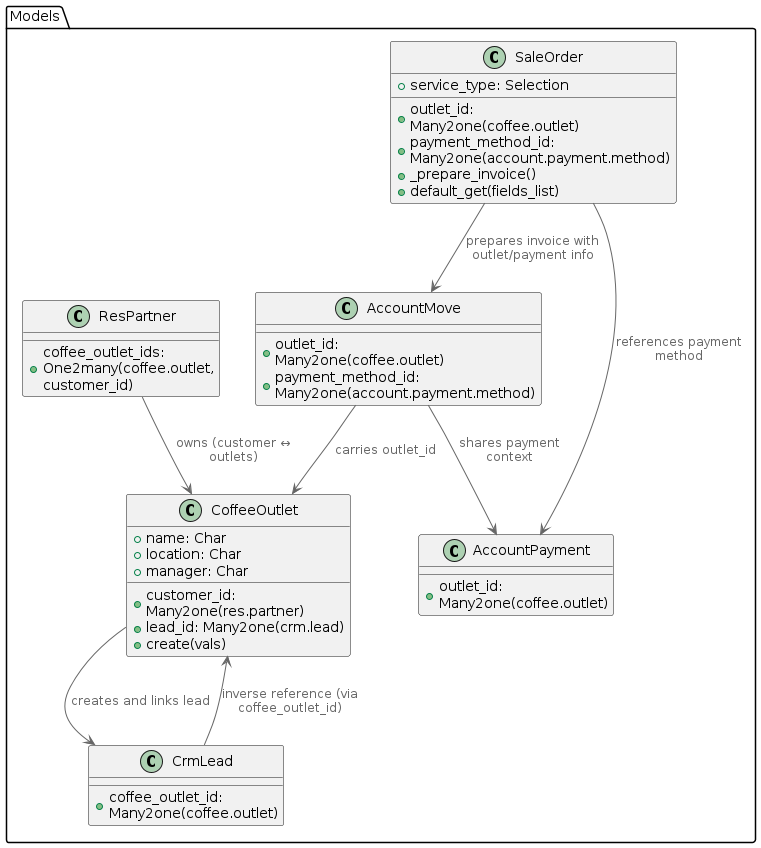 Models
C SaleOrder
service_type: Selection
outlet_id:
Many2one(coffee.outlet)
payment_method_id:
Many2one(account.payment.method)
_prepare_invoice()
default_get(fields_list)
prepares invoice with
outlet/payment info
C ResPartner
coffee_outlet_ids:
One2many(coffee.outlet,
customer_id)
C AccountMove
outlet_id:
Many2one(coffee.outlet)
payment_method_id:
Many2one(account.payment.method)
references payment
method
owns (customer ↔
outlets)
carries outlet_id
shares payment
context
C CoffeeOutlet
name: Char
location: Char
manager: Char
customer_id:
Many2one(res.partner)
lead_id: Many2one(crm.lead)
create(vals)
C AccountPayment
outlet_id:
Many2one(coffee.outlet)
creates and links lead
inverse reference (via
coffee_outlet_id)
C CrmLead
coffee_outlet_id:
Many2one(coffee.outlet)